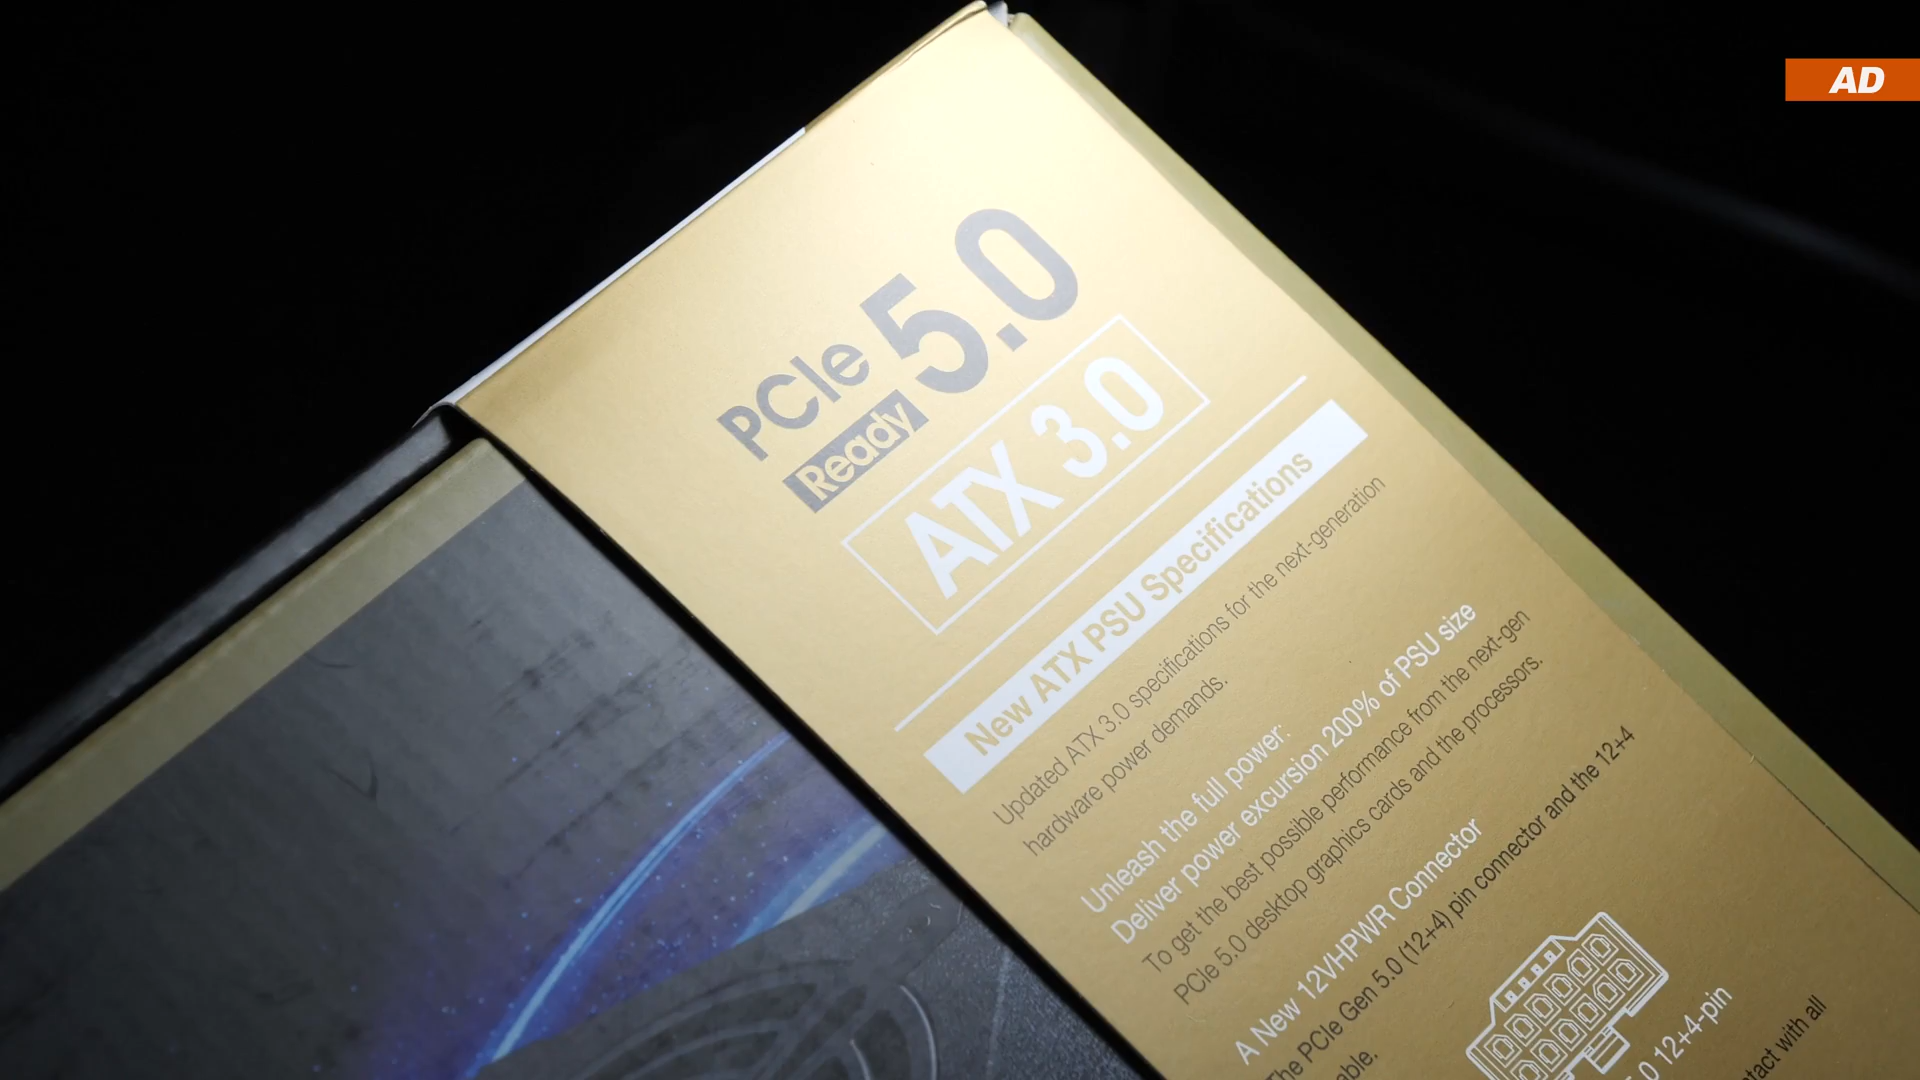 AD
PCIe 5.0
Ready
ATX 3.0
New ATX PSU Specifications
Updated ATX 3.0 specifications for the next-generation
hardware power demands.
Unleash the full power:
Deliver power excursion 200% of PSU size
To get the best possible performance from the next-gen
PCIe 5.0 desktop graphics cards and the processors.
A New 12VHPWR Connector
The PCIe Gen 5.0 (12+4) pin connector and the 12+4
.0 12+4-pin
with all